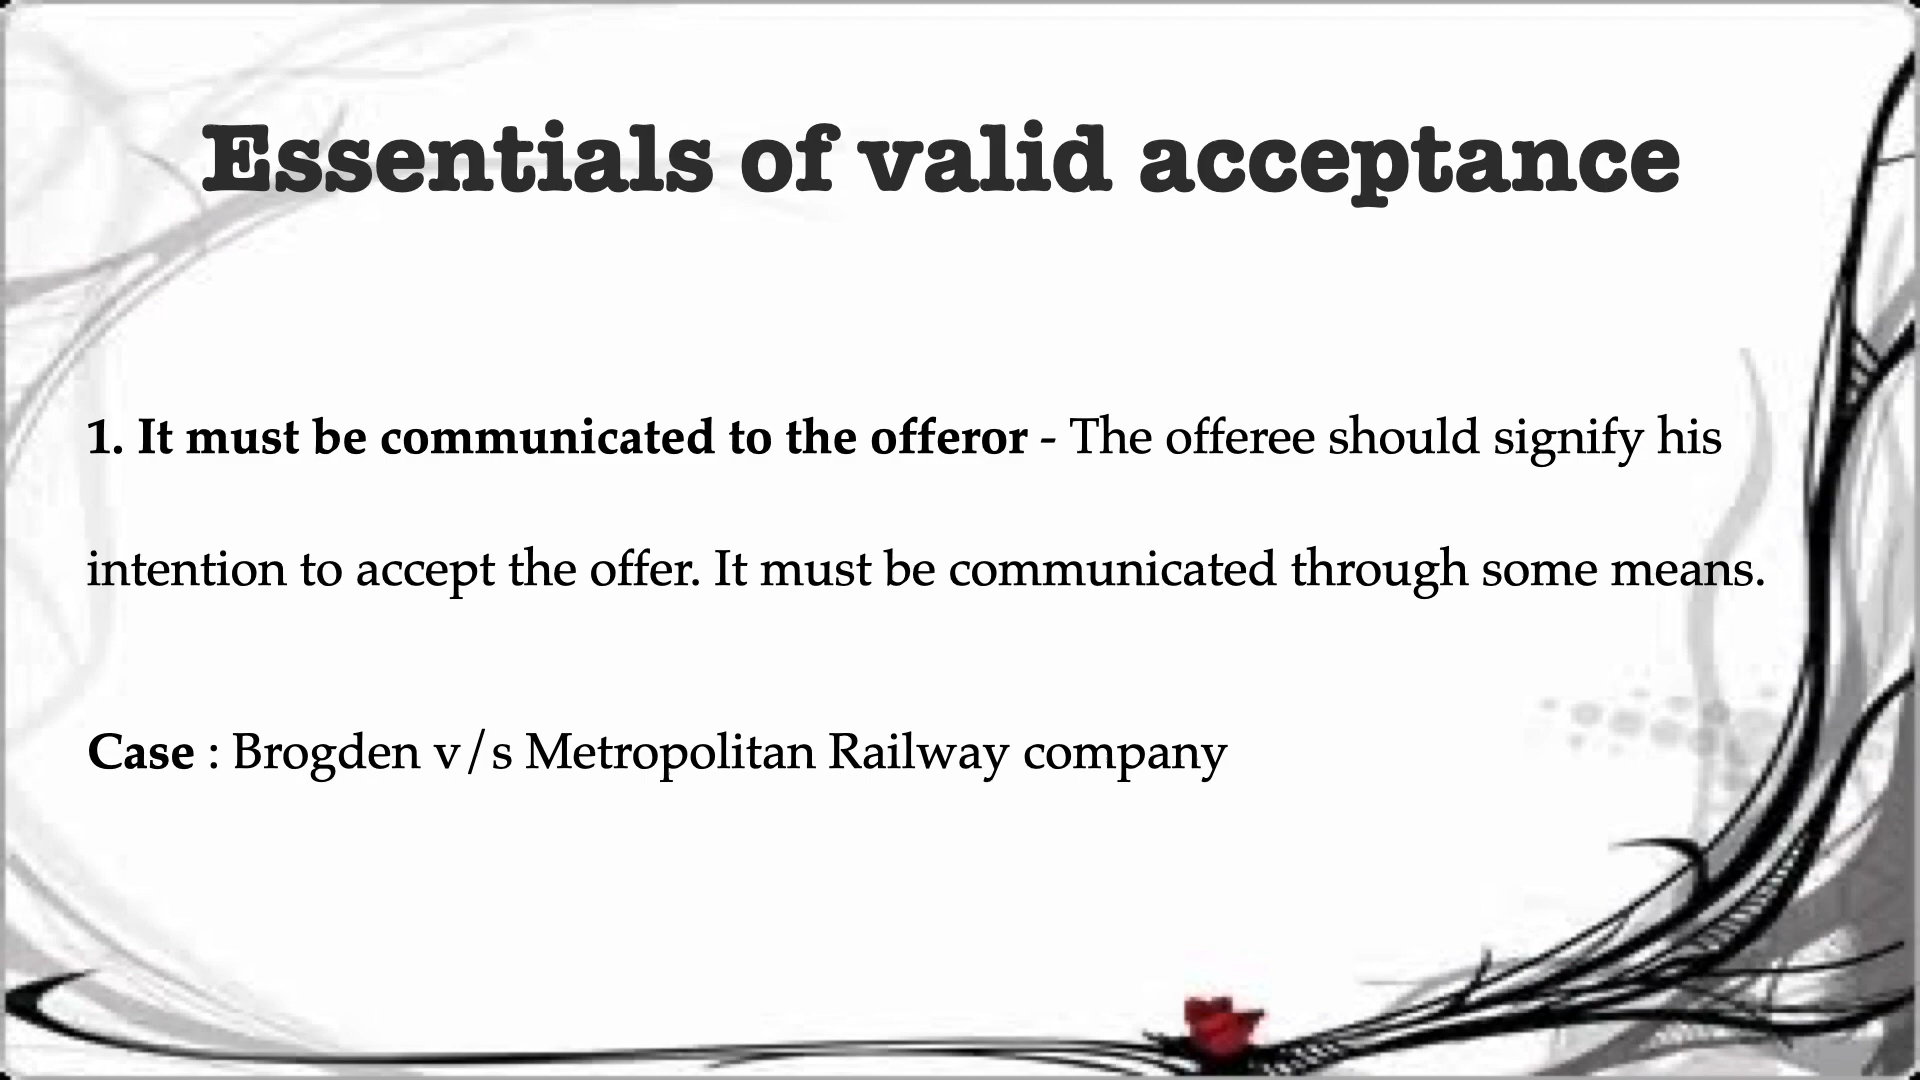 Essentials of valid acceptance
1. It must be communicated to the offeror - The offeree should signify his
intention to accept the offer. It must be communicated through some means.
Case : Brogden v/s Metropolitan Railway company